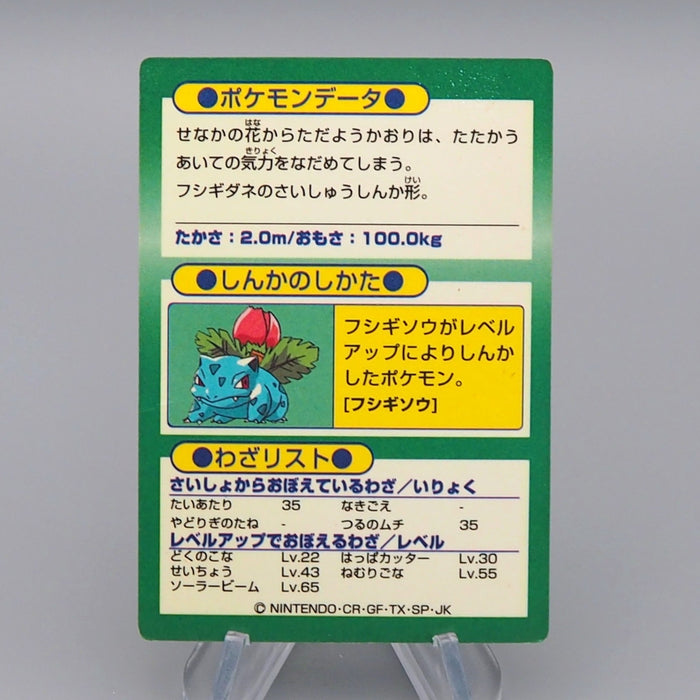 ●ポケモンデータ●
せなかの花からただようかおりは、たたかう
あいての気力をなだめてしまう。
フシギダネのさいしゅうしんか形。
たかさ：2.0m/おもさ：100.0kg
●しんかのしかた●
フシギソウがレベル
アップによりしんか
したポケモン。
[フシギソウ]
●わざリスト●
さいしょからおぼえているわざ／いりょく
たいあたり 35 なきごえ -
やどりぎのたね - つるのムチ 35
レベルアップでおぼえるわざ／レベル
どくのこな Lv.22 はっぱカッター Lv.30
せいちょう Lv.43 ねむりごな Lv.55
ソーラービーム Lv.65
© NINTENDO・CR・GF・TX・SP・JK